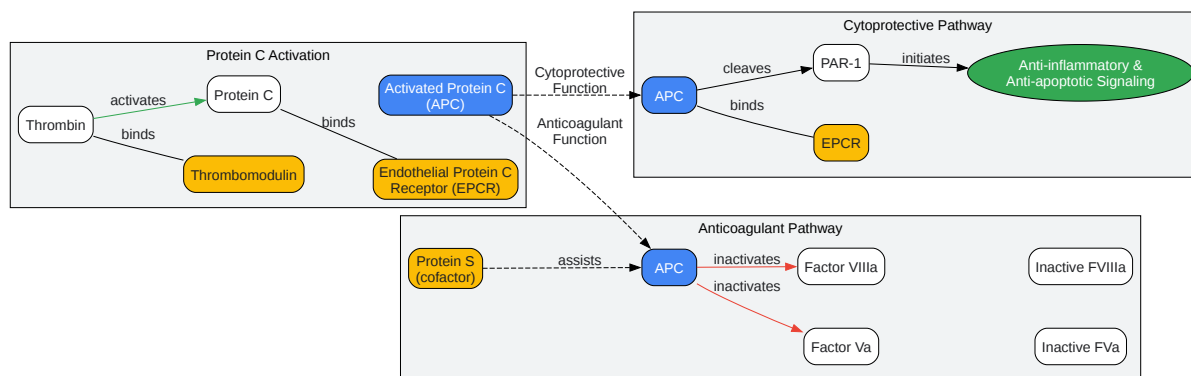 Protein C Activation
Thrombin
activates
binds
Protein C
Thrombomodulin
binds
Activated Protein C
(APC)
Endothelial Protein C
Receptor (EPCR)
Cytoprotective
Function
Anticoagulant
Function
Cytoprotective Pathway
APC
cleaves
binds
PAR-1
EPCR
initiates
Anti-inflammatory &
Anti-apoptotic Signaling
Anticoagulant Pathway
Protein S
(cofactor)
assists
APC
inactivates
inactivates
Factor VIIIa
Factor Va
Inactive FVIIIa
Inactive FVa